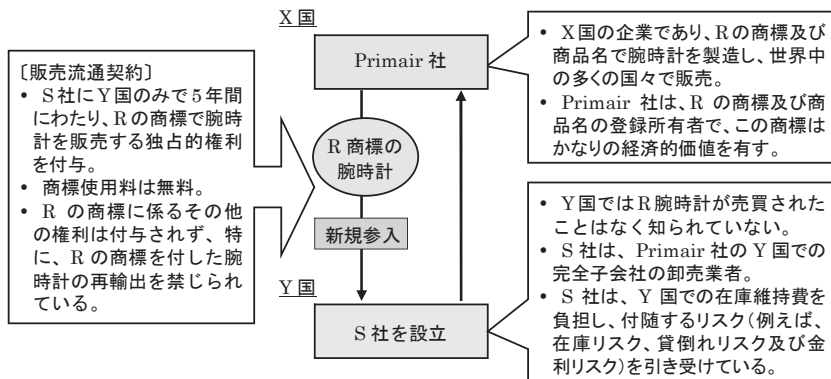 X 国
Primair 社
• X国の企業であり、Rの商標及び
商品名で腕時計を製造し、世界中
の多くの国々で販売。
• Primair 社は、R の商標及び商
品名の登録所有者で、この商標は
かなりの経済的価値を有す。
〔販売流通契約〕
• S社にY国のみで5年間
にわたり、Rの商標で腕時
計を販売する独占的権利
を付与。
• 商標使用料は無料。
• R の商標に係るその他
の権利は付与されず、特
に、R の商標を付した腕
時計の再輸出を禁じられ
ている。
R 商標の
腕時計
新規参入
Y 国
S 社を設立
• Y国ではR腕時計が売買された
ことはなく知られていない。
• S 社は、Primair 社の Y 国での
完全子会社の卸売業者。
• S 社は、Y 国での在庫維持費を
負担し、付随するリスク(例えば、
在庫リスク、貸倒れリスク及び金
利リスク)を引き受けている。